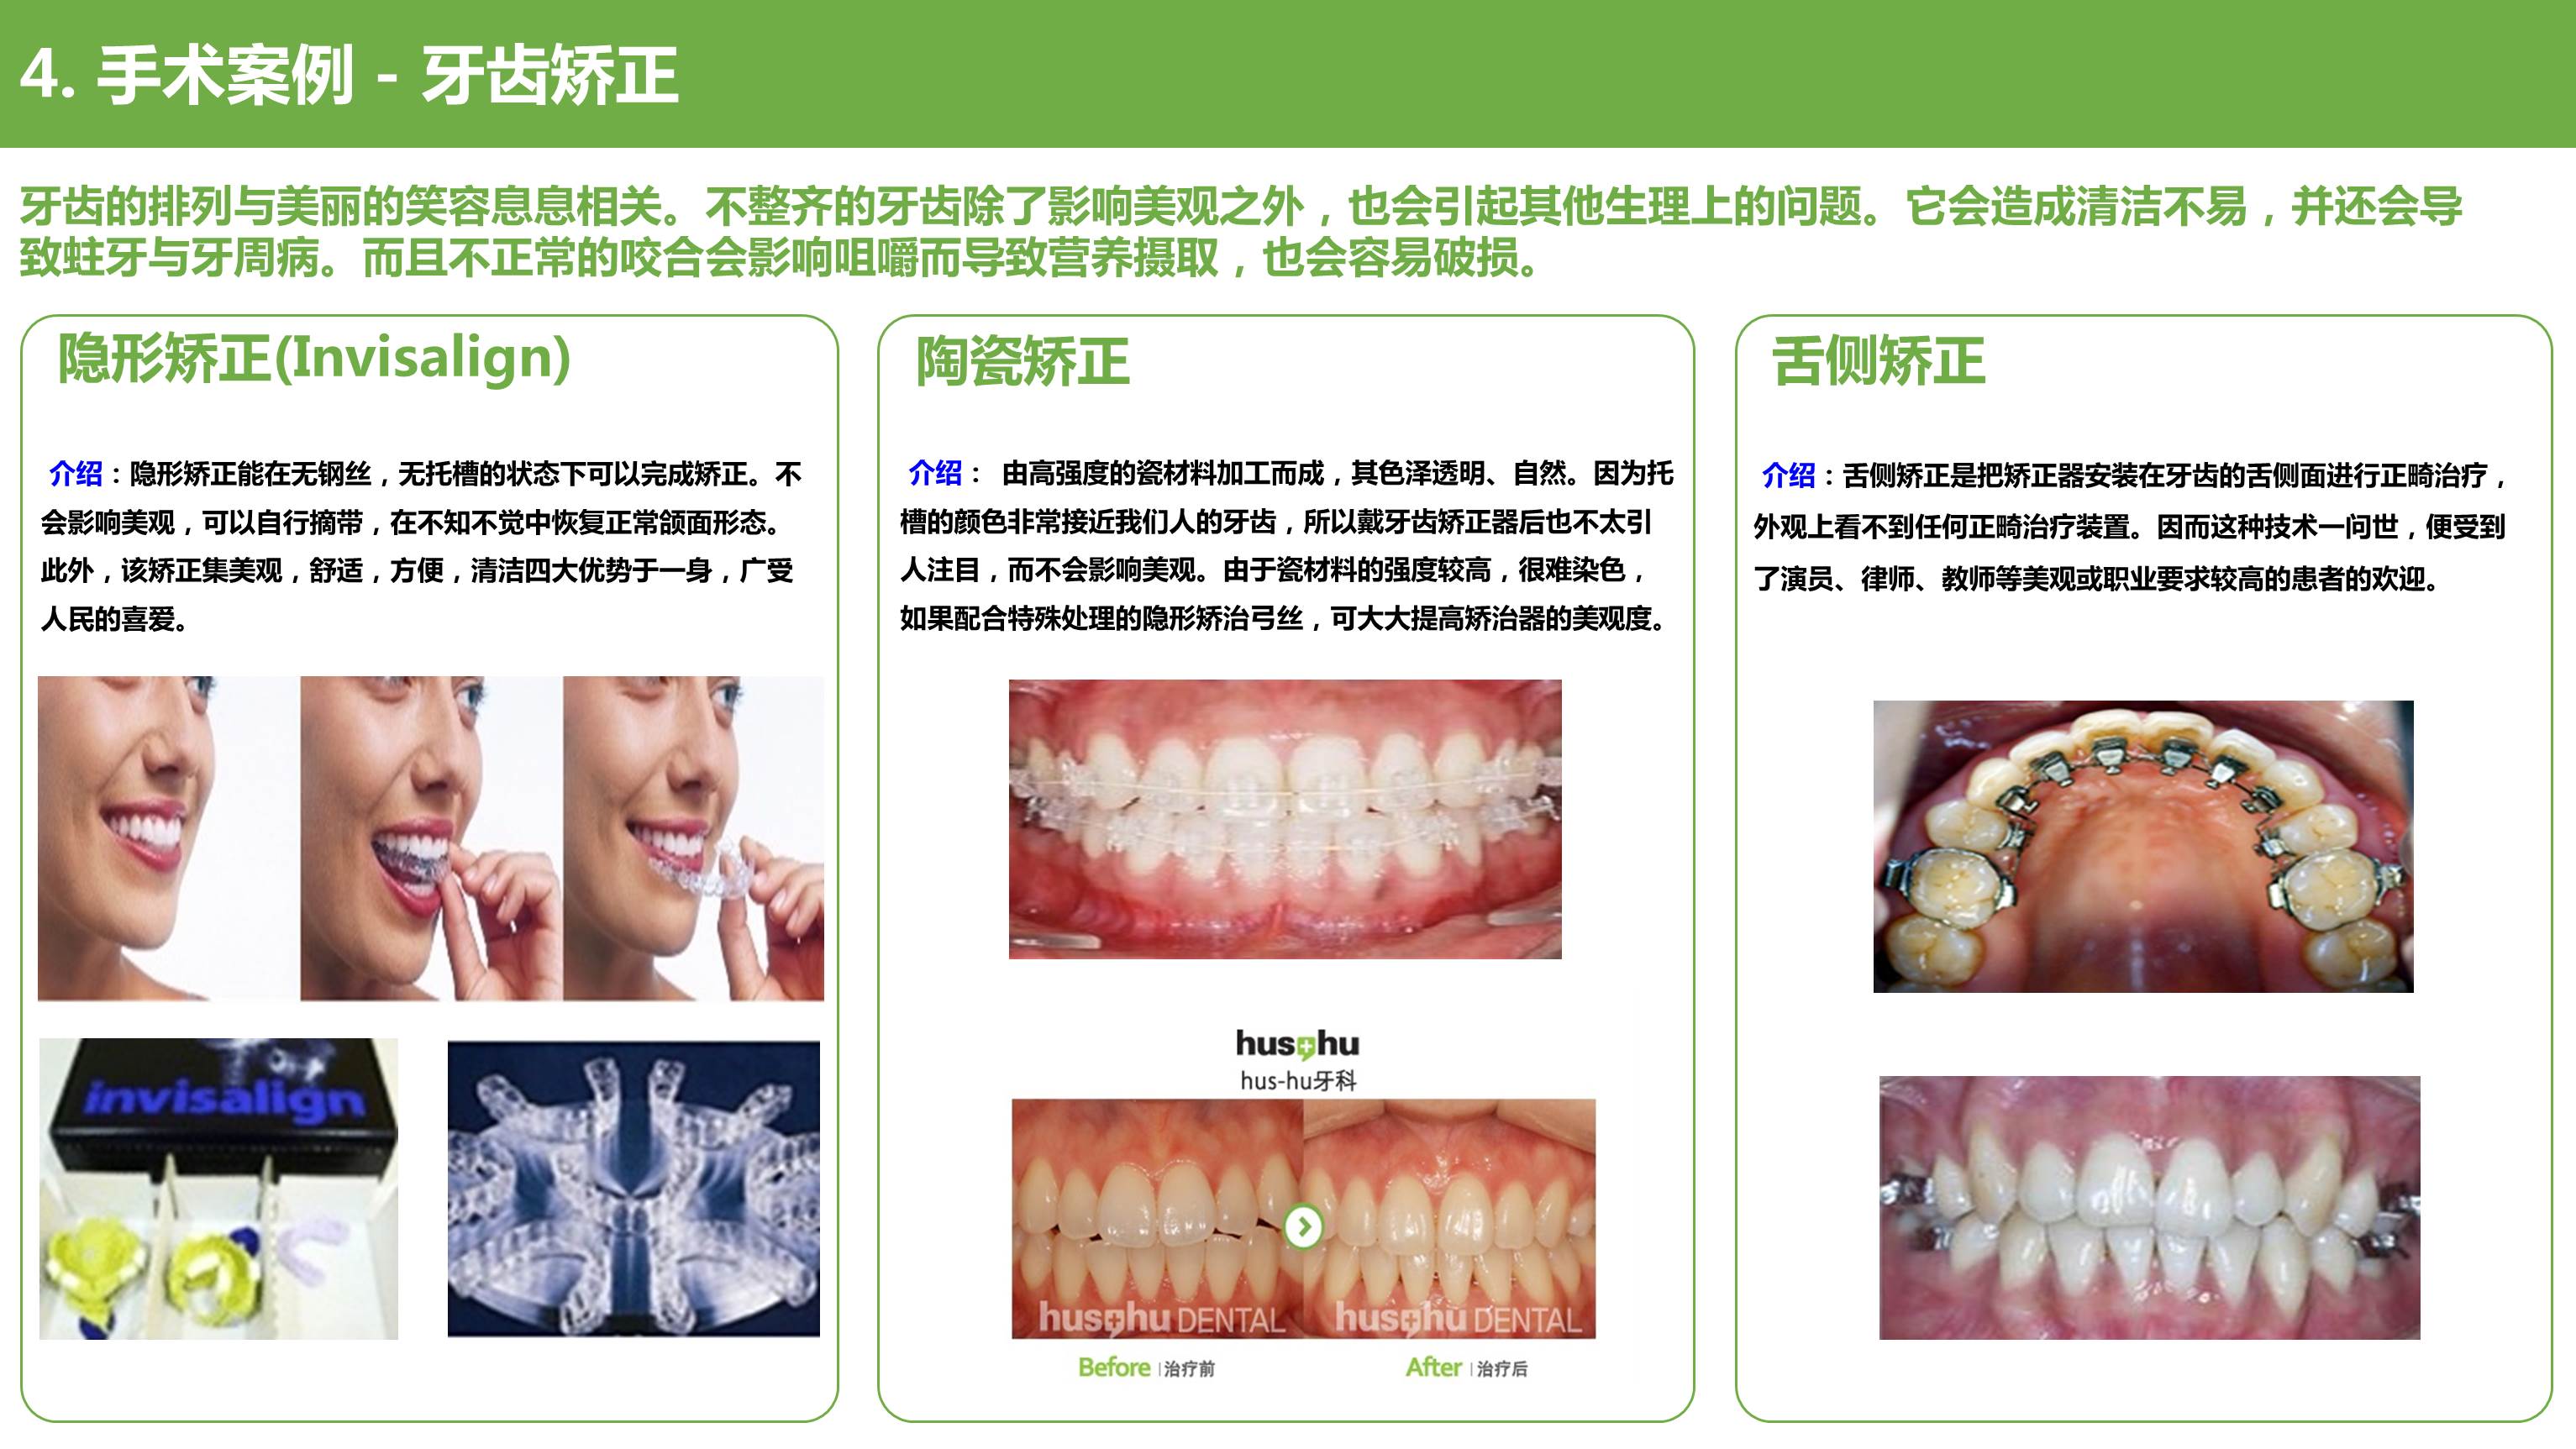 4. 手术案例 - 牙齿矫正
牙齿的排列与美丽的笑容息息相关。不整齐的牙齿除了影响美观之外，也会引起其他生理上的问题。它会造成清洁不易，并还会导
致蛀牙与牙周病。而且不正常的咬合会影响咀嚼而导致营养摄取，也会容易破损。
隐形矫正(Invisalign)
介绍：隐形矫正能在无钢丝，无托槽的状态下可以完成矫正。不
会影响美观，可以自行摘带，在不知不觉中恢复正常颌面形态。
此外，该矫正集美观，舒适，方便，清洁四大优势于一身，广受
人民的喜爱。
invisalign
陶瓷矫正
介绍： 由高强度的瓷材料加工而成，其色泽透明、自然。因为托
槽的颜色非常接近我们人的牙齿，所以戴牙齿矫正器后也不太引
人注目，而不会影响美观。由于瓷材料的强度较高，很难染色，
如果配合特殊处理的隐形矫治弓丝，可大大提高矫治器的美观度。
hus hu
hus-hu牙科
hus hu DENTAL
hus hu DENTAL
Before | 治疗前
After | 治疗后
舌侧矫正
介绍：舌侧矫正是把矫正器安装在牙齿的舌侧面进行正畸治疗，
外观上看不到任何正畸治疗装置。因而这种技术一问世，便受到
了演员、律师、教师等美观或职业要求较高的患者的欢迎。